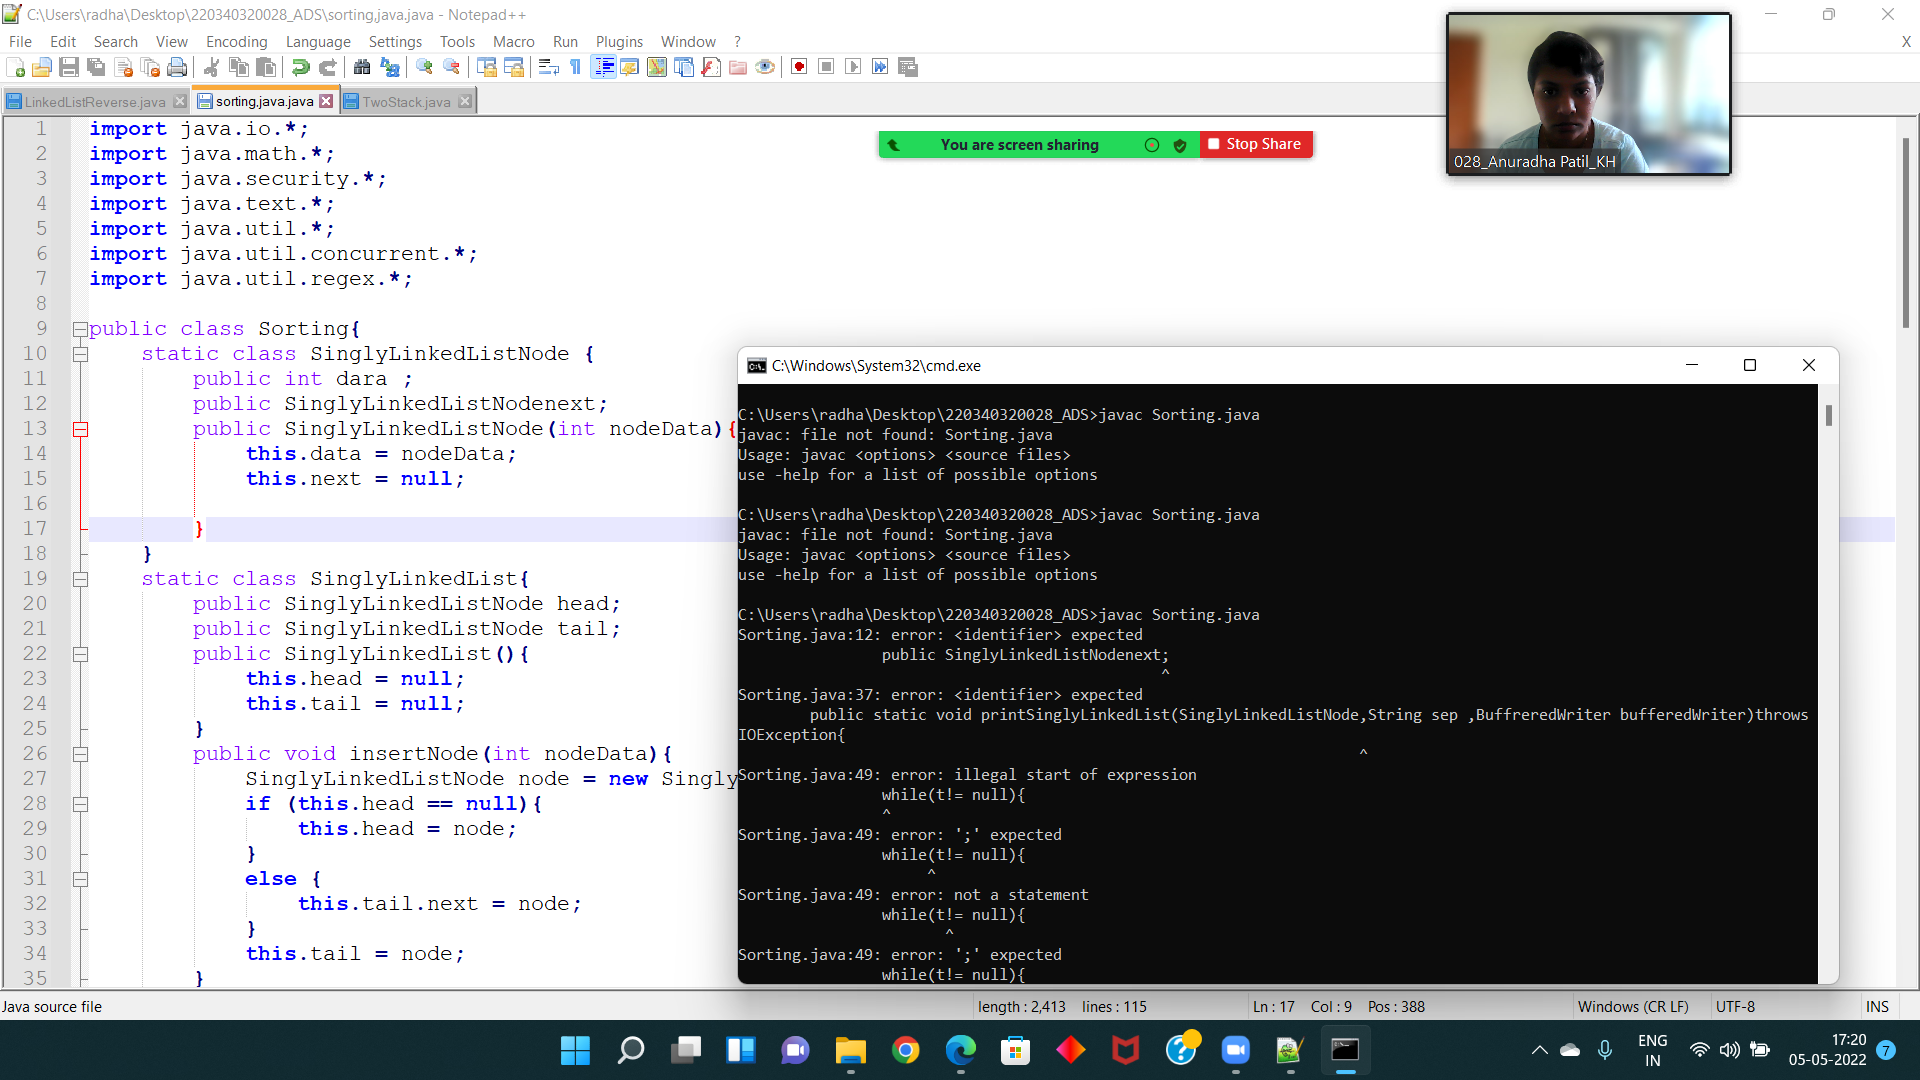 C:\Users\radha\Desktop\220340320028_ADS\sorting,java.java - Notepad++
File Edit Search View Encoding Language Settings Tools Macro Run Plugins Window ? X
LinkedListReverse.java sorting,java.java TwoStack.java
You are screen sharing Stop Share
028_Anuradha Patil_KH
1 import java.io.*;
2 import java.math.*;
3 import java.security.*;
4 import java.text.*;
5 import java.util.*;
6 import java.util.concurrent.*;
7 import java.util.regex.*;
8
9 public class Sorting{
10 static class SinglyLinkedListNode {
11 public int dara ;
12 public SinglyLinkedListNodenext;
13 public SinglyLinkedListNode(int nodeData){
14 this.data = nodeData;
15 this.next = null;
16
17 }
18 }
19 static class SinglyLinkedList{
20 public SinglyLinkedListNode head;
21 public SinglyLinkedListNode tail;
22 public SinglyLinkedList(){
23 this.head = null;
24 this.tail = null;
25 }
26 public void insertNode(int nodeData){
27 SinglyLinkedListNode node = new Singly
28 if (this.head == null){
29 this.head = node;
30 }
31 else {
32 this.tail.next = node;
33 }
34 this.tail = node;
35 }
C:\Windows\System32\cmd.exe
C:\Users\radha\Desktop\220340320028_ADS>javac Sorting.java
javac: file not found: Sorting.java
Usage: javac <options> <source files>
use -help for a list of possible options
C:\Users\radha\Desktop\220340320028_ADS>javac Sorting.java
javac: file not found: Sorting.java
Usage: javac <options> <source files>
use -help for a list of possible options
C:\Users\radha\Desktop\220340320028_ADS>javac Sorting.java
Sorting.java:12: error: <identifier> expected
public SinglyLinkedListNodenext;
^
Sorting.java:37: error: <identifier> expected
public static void printSinglyLinkedList(SinglyLinkedListNode,String sep ,BuffreredWriter bufferedWriter)throws
IOException{
^
Sorting.java:49: error: illegal start of expression
while(t!= null){
^
Sorting.java:49: error: ';' expected
while(t!= null){
^
Sorting.java:49: error: not a statement
while(t!= null){
^
Sorting.java:49: error: ';' expected
while(t!= null){
Java source file length : 2,413 lines : 115 Ln : 17 Col : 9 Pos : 388 Windows (CR LF) UTF-8 INS
ENG
IN
17:20
05-05-2022
7